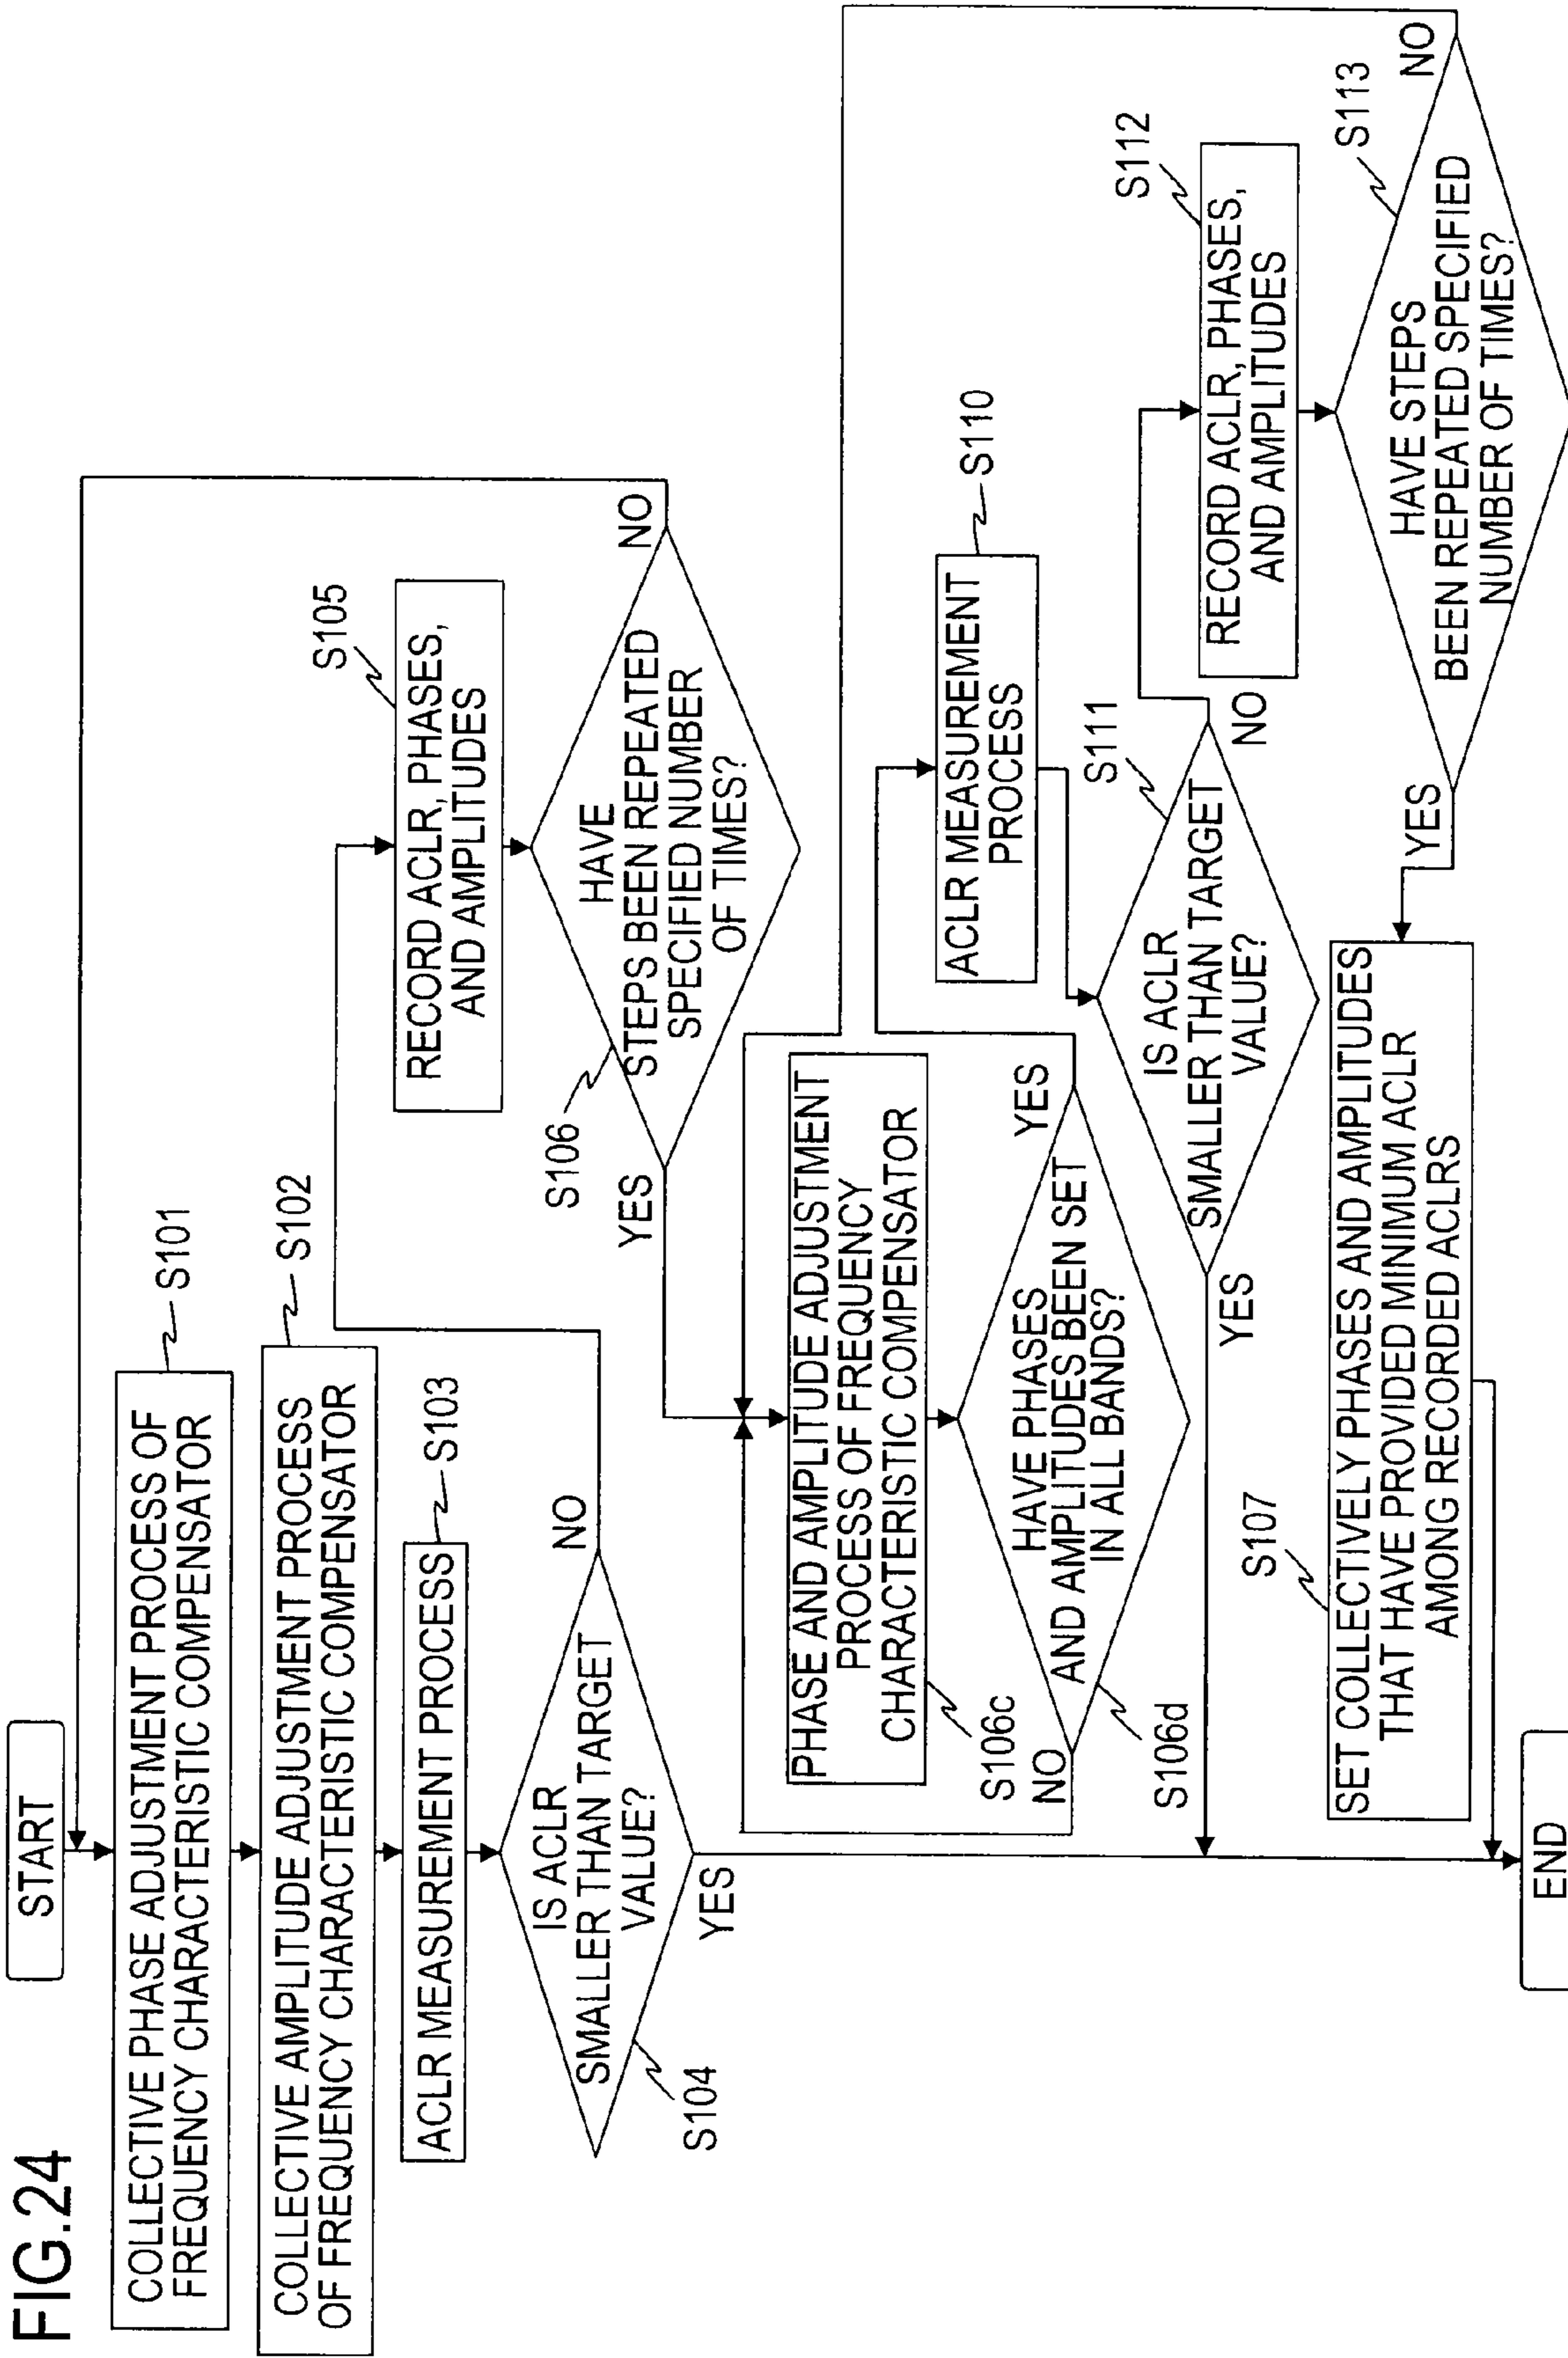 FIG.24
START
COLLECTIVE PHASE ADJUSTMENT PROCESS OF
FREQUENCY CHARACTERISTIC COMPENSATOR
S101
COLLECTIVE AMPLITUDE ADJUSTMENT PROCESS
OF FREQUENCY CHARACTERISTIC COMPENSATOR
S102
ACLR MEASUREMENT PROCESS
S103
IS ACLR
SMALLER THAN TARGET
VALUE?
S104
NO
YES
RECORD ACLR, PHASES,
AND AMPLITUDES
S105
HAVE
STEPS BEEN REPEATED
SPECIFIED NUMBER
OF TIMES?
S106
NO
YES
PHASE AND AMPLITUDE ADJUSTMENT
PROCESS OF FREQUENCY
CHARACTERISTIC COMPENSATOR
S106c
HAVE PHASES
AND AMPLITUDES BEEN SET
IN ALL BANDS?
S106d
NO
YES
ACLR MEASUREMENT
PROCESS
S110
IS ACLR
SMALLER THAN TARGET
VALUE?
S111
NO
YES
RECORD ACLR, PHASES,
AND AMPLITUDES
S112
HAVE STEPS
BEEN REPEATED SPECIFIED
NUMBER OF TIMES?
S113
NO
YES
SET COLLECTIVELY PHASES AND AMPLITUDES
THAT HAVE PROVIDED MINIMUM ACLR
AMONG RECORDED ACLRS
S107
END